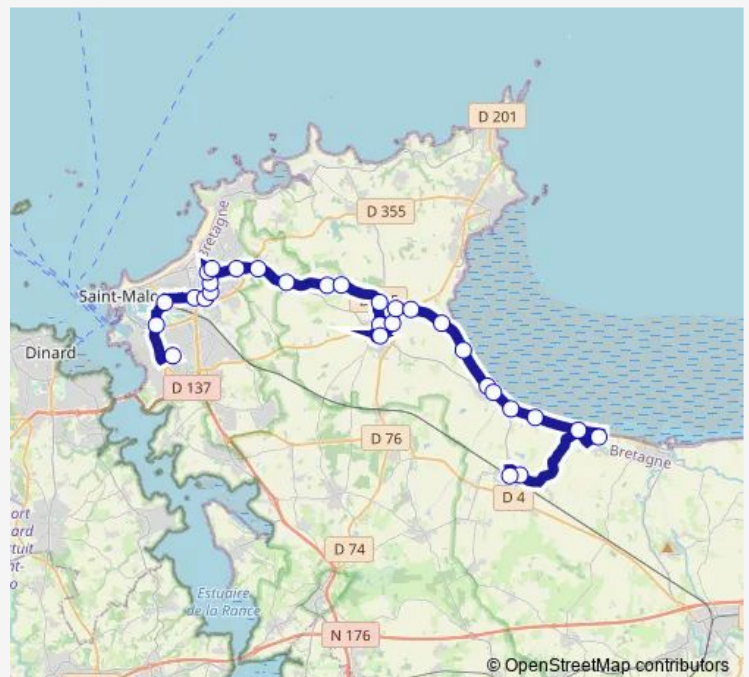 D 201
D 355
Bretagne
Saint-Malo
Dinard
D 137
D 76
Bretagne
D 4
D 74
Estuaire
de la Rance
N 176
© OpenStreetMap contributors